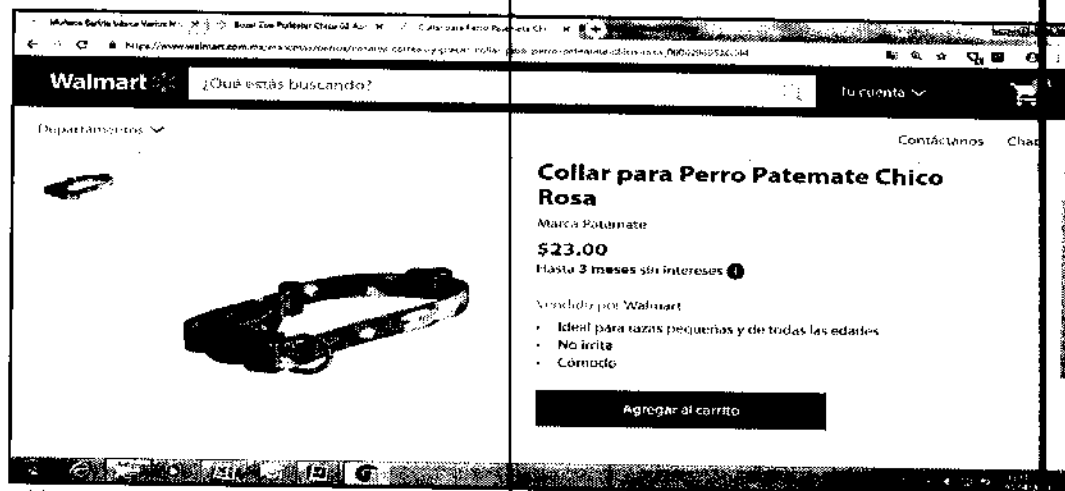 Walmart ¿Qué estás buscando? Tu cuenta
Departamentos
Contáctanos Chat
Collar para Perro Patemate Chico
Rosa
Marca Patemate
$23.00
Hasta 3 meses sin intereses
Vendido por Walmart
Ideal para razas pequeñas y de todas las edades
No irrita
Cómodo
Agregar al carrito